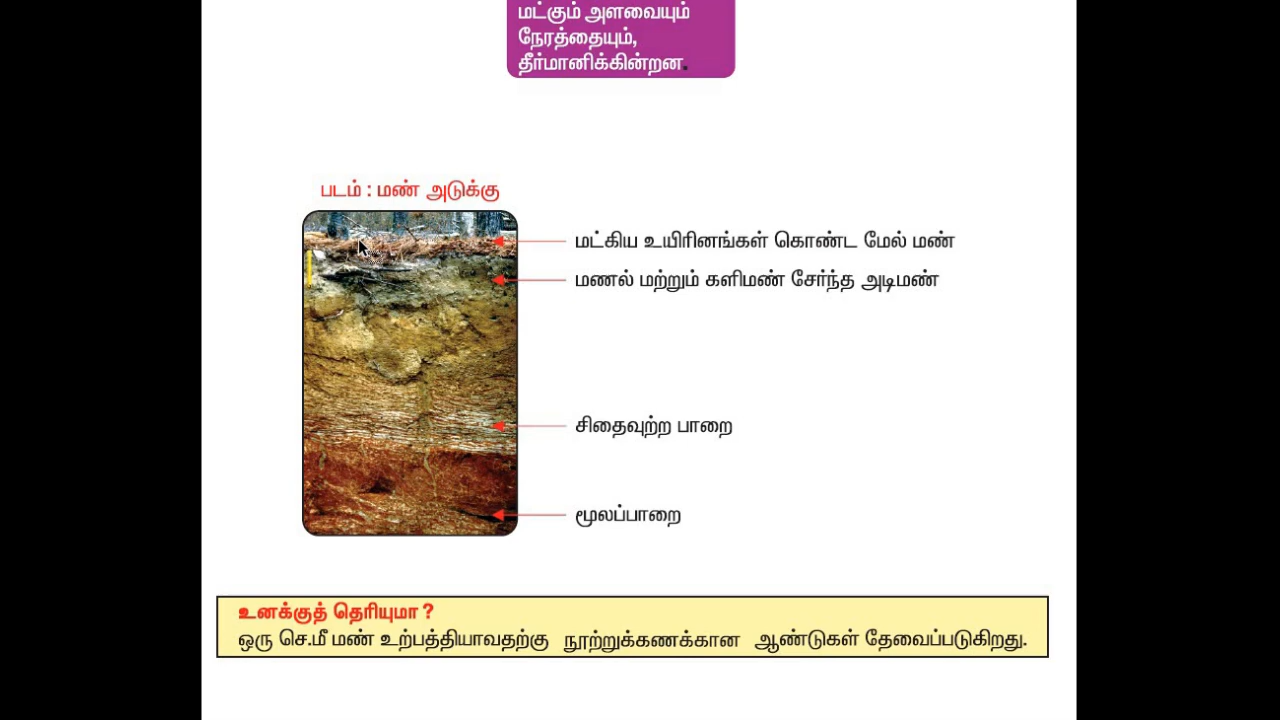 மட்கும் அளவையும்
நேரத்தையும்,
தீர்மானிக்கின்றன.
படம் : மண் அடுக்கு
மட்கிய உயிரினங்கள் கொண்ட மேல் மண்
மணல் மற்றும் களிமண் சேர்ந்த அடிமண்
சிதைவுற்ற பாறை
மூலப்பாறை
உனக்குத் தெரியுமா ?
ஒரு செ.மீ மண் உற்பத்தியாவதற்கு நூற்றுக்கணக்கான ஆண்டுகள் தேவைப்படுகிறது.